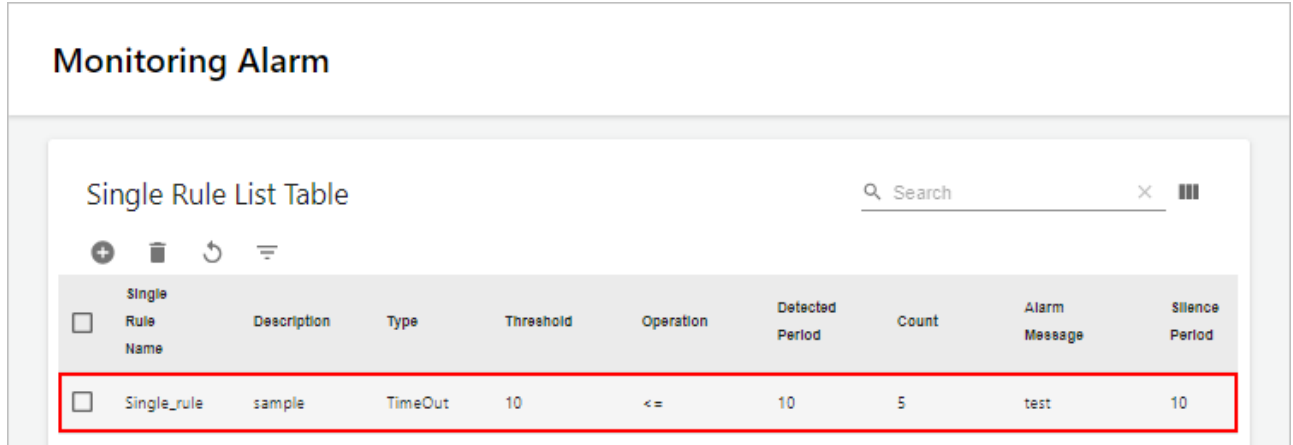 Monitoring Alarm
Single Rule List Table
Search
Single Rule Name Description Type Threshold Operation Detected Period Count Alarm Message Silence Period
Single_rule sample TimeOut 10 <= 10 5 test 10